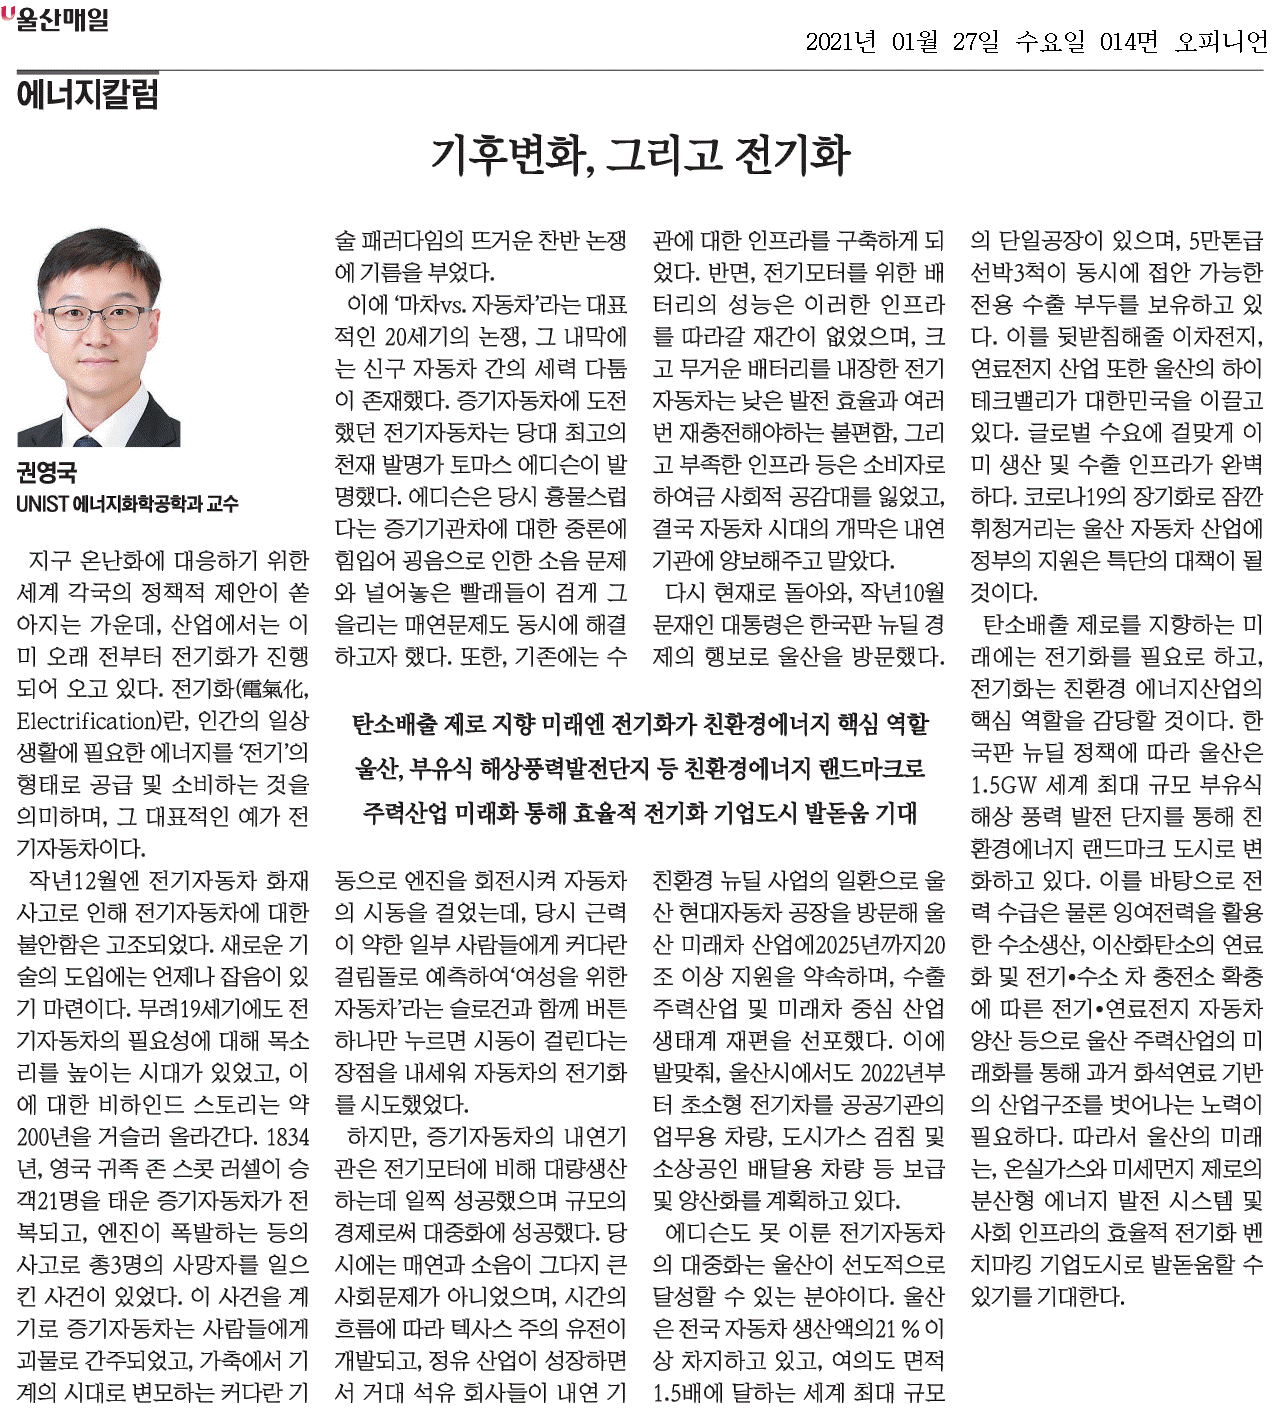 울산매일
2021년 01월 27일 수요일 014면 오피니언
에너지칼럼
기후변화, 그리고 전기화
권영국
UNIST 에너지화학공학과 교수
지구 온난화에 대응하기 위한
세계 각국의 정책적 제안이 쏟
아지는 가운데, 산업에서는 이
미 오래 전부터 전기화가 진행
되어 오고 있다. 전기화(電氣化,
Electrification)란, 인간의 일상
생활에 필요한 에너지를 ‘전기’의
형태로 공급 및 소비하는 것을
의미하며, 그 대표적인 예가 전
기자동차이다.
작년12월엔 전기자동차 화재
사고로 인해 전기자동차에 대한
불안함은 고조되었다. 새로운 기
술의 도입에는 언제나 잡음이 있
기 마련이다. 무려19세기에도 전
기자동차의 필요성에 대해 목소
리를 높이는 시대가 있었고, 이
에 대한 비하인드 스토리는 약
200년을 거슬러 올라간다. 1834
년, 영국 귀족 존 스콧 러셀이 승
객21명을 태운 증기자동차가 전
복되고, 엔진이 폭발하는 등의
사고로 총3명의 사망자를 일으
킨 사건이 있었다. 이 사건을 계
기로 증기자동차는 사람들에게
괴물로 간주되었고, 가축에서 기
계의 시대로 변모하는 커다란 기
술 패러다임의 뜨거운 찬반 논쟁
에 기름을 부었다.
이에 ‘마차vs. 자동차’라는 대표
적인 20세기의 논쟁, 그 내막에
는 신구 자동차 간의 세력 다툼
이 존재했다. 증기자동차에 도전
했던 전기자동차는 당대 최고의
천재 발명가 토마스 에디슨이 발
명했다. 에디슨은 당시 흉물스럽
다는 증기기관차에 대한 중론에
힘입어 굉음으로 인한 소음 문제
와 널어놓은 빨래들이 검게 그
을리는 매연문제도 동시에 해결
하고자 했다. 또한, 기존에는 수
동으로 엔진을 회전시켜 자동차
의 시동을 걸었는데, 당시 근력
이 약한 일부 사람들에게 커다란
걸림돌로 예측하여‘여성을 위한
자동차’라는 슬로건과 함께 버튼
하나만 누르면 시동이 걸린다는
장점을 내세워 자동차의 전기화
를 시도했었다.
하지만, 증기자동차의 내연기
관은 전기모터에 비해 대량생산
하는데 일찍 성공했으며 규모의
경제로써 대중화에 성공했다. 당
시에는 매연과 소음이 그다지 큰
사회문제가 아니었으며, 시간의
흐름에 따라 텍사스 주의 유전이
개발되고, 정유 산업이 성장하면
서 거대 석유 회사들이 내연 기
관에 대한 인프라를 구축하게 되
었다. 반면, 전기모터를 위한 배
터리의 성능은 이러한 인프라
를 따라갈 재간이 없었으며, 크
고 무거운 배터리를 내장한 전기
자동차는 낮은 발전 효율과 여러
번 재충전해야하는 불편함, 그리
고 부족한 인프라 등은 소비자로
하여금 사회적 공감대를 잃었고,
결국 자동차 시대의 개막은 내연
기관에 양보해주고 말았다.
다시 현재로 돌아와, 작년10월
문재인 대통령은 한국판 뉴딜 경
제의 행보로 울산을 방문했다.
탄소배출 제로 지향 미래엔 전기화가 친환경에너지 핵심 역할
울산, 부유식 해상풍력발전단지 등 친환경에너지 랜드마크로
주력산업 미래화 통해 효율적 전기화 기업도시 발돋움 기대
친환경 뉴딜 사업의 일환으로 울
산 현대자동차 공장을 방문해 울
산 미래차 산업에2025년까지20
조 이상 지원을 약속하며, 수출
주력산업 및 미래차 중심 산업
생태계 재편을 선포했다. 이에
발맞춰, 울산시에서도 2022년부
터 초소형 전기차를 공공기관의
업무용 차량, 도시가스 검침 및
소상공인 배달용 차량 등 보급
및 양산화를 계획하고 있다.
에디슨도 못 이룬 전기자동차
의 대중화는 울산이 선도적으로
달성할 수 있는 분야이다. 울산
은 전국 자동차 생산액의21％이
상 차지하고 있고, 여의도 면적
1.5배에 달하는 세계 최대 규모
의 단일공장이 있으며, 5만톤급
선박3척이 동시에 접안 가능한
전용 수출 부두를 보유하고 있
다. 이를 뒷받침해줄 이차전지,
연료전지 산업 또한 울산의 하이
테크밸리가 대한민국을 이끌고
있다. 글로벌 수요에 걸맞게 이
미 생산 및 수출 인프라가 완벽
하다. 코로나19의 장기화로 잠깐
휘청거리는 울산 자동차 산업에
정부의 지원은 특단의 대책이 될
것이다.
탄소배출 제로를 지향하는 미
래에는 전기화를 필요로 하고,
전기화는 친환경 에너지산업의
핵심 역할을 감당할 것이다. 한
국판 뉴딜 정책에 따라 울산은
1.5GW 세계 최대 규모 부유식
해상 풍력 발전 단지를 통해 친
환경에너지 랜드마크 도시로 변
화하고 있다. 이를 바탕으로 전
력 수급은 물론 잉여전력을 활용
한 수소생산, 이산화탄소의 연료
화 및 전기•수소 차 충전소 확충
에 따른 전기•연료전지 자동차
양산 등으로 울산 주력산업의 미
래화를 통해 과거 화석연료 기반
의 산업구조를 벗어나는 노력이
필요하다. 따라서 울산의 미래
는, 온실가스와 미세먼지 제로의
분산형 에너지 발전 시스템 및
사회 인프라의 효율적 전기화 벤
치마킹 기업도시로 발돋움할 수
있기를 기대한다.